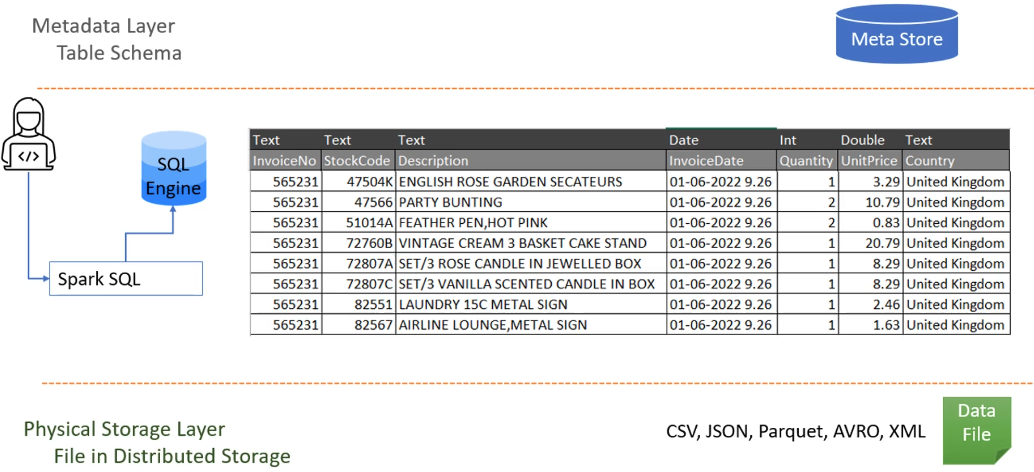 Metadata Layer
Table Schema
Meta Store
</>
SQL
Engine
Spark SQL
Text Text Text Date Int Double Text
InvoiceNo StockCode Description InvoiceDate Quantity UnitPrice Country
565231 47504K ENGLISH ROSE GARDEN SECATEURS 01-06-2022 9.26 1 3.29 United Kingdom
565231 47566 PARTY BUNTING 01-06-2022 9.26 2 10.79 United Kingdom
565231 51014A FEATHER PEN,HOT PINK 01-06-2022 9.26 2 0.83 United Kingdom
565231 72760B VINTAGE CREAM 3 BASKET CAKE STAND 01-06-2022 9.26 1 20.79 United Kingdom
565231 72807A SET/3 ROSE CANDLE IN JEWELLED BOX 01-06-2022 9.26 1 8.29 United Kingdom
565231 72807C SET/3 VANILLA SCENTED CANDLE IN BOX 01-06-2022 9.26 1 8.29 United Kingdom
565231 82551 LAUNDRY 15C METAL SIGN 01-06-2022 9.26 1 2.46 United Kingdom
565231 82567 AIRLINE LOUNGE,METAL SIGN 01-06-2022 9.26 1 1.63 United Kingdom
Physical Storage Layer
File in Distributed Storage
CSV, JSON, Parquet, AVRO, XML
Data
File